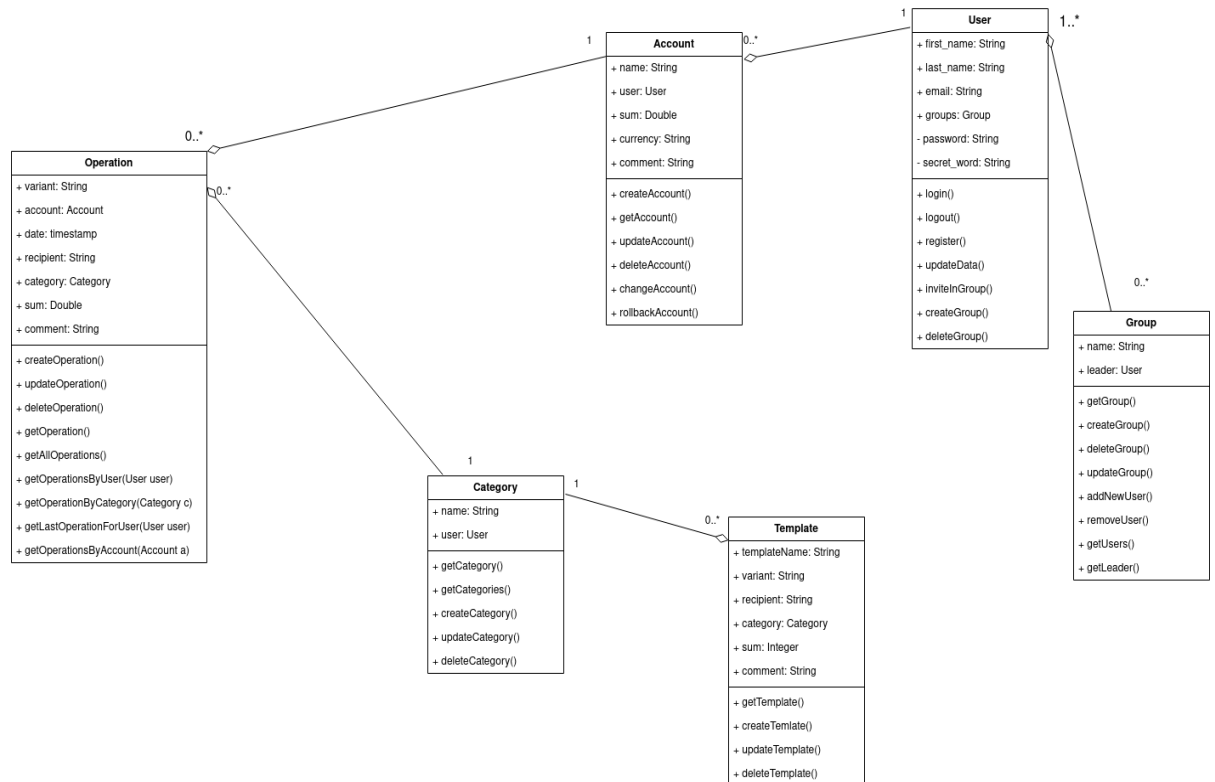 Operation
+ variant: String
+ account: Account
+ date: timestamp
+ recipient: String
+ category: Category
+ sum: Double
+ comment: String
+ createOperation()
+ updateOperation()
+ deleteOperation()
+ getOperation()
+ getAllOperations()
+ getOperationsByUser(User user)
+ getOperationByCategory(Category c)
+ getLastOperationForUser(User user)
+ getOperationsByAccount(Account a)
0..*
0..*
1
Account
+ name: String
+ user: User
+ sum: Double
+ currency: String
+ comment: String
+ createAccount()
+ getAccount()
+ updateAccount()
+ deleteAccount()
+ changeAccount()
+ rollbackAccount()
0..*
1
User
+ first_name: String
+ last_name: String
+ email: String
+ groups: Group
- password: String
- secret_word: String
+ login()
+ logout()
+ register()
+ updateData()
+ inviteInGroup()
+ createGroup()
+ deleteGroup()
1..*
0..*
Group
+ name: String
+ leader: User
+ getGroup()
+ createGroup()
+ deleteGroup()
+ updateGroup()
+ addNewUser()
+ removeUser()
+ getUsers()
+ getLeader()
1
Category
+ name: String
+ user: User
+ getCategory()
+ getCategories()
+ createCategory()
+ updateCategory()
+ deleteCategory()
1
0..*
Template
+ templateName: String
+ variant: String
+ recipient: String
+ category: Category
+ sum: Integer
+ comment: String
+ getTemplate()
+ createTemlate()
+ updateTemplate()
+ deleteTemplate()